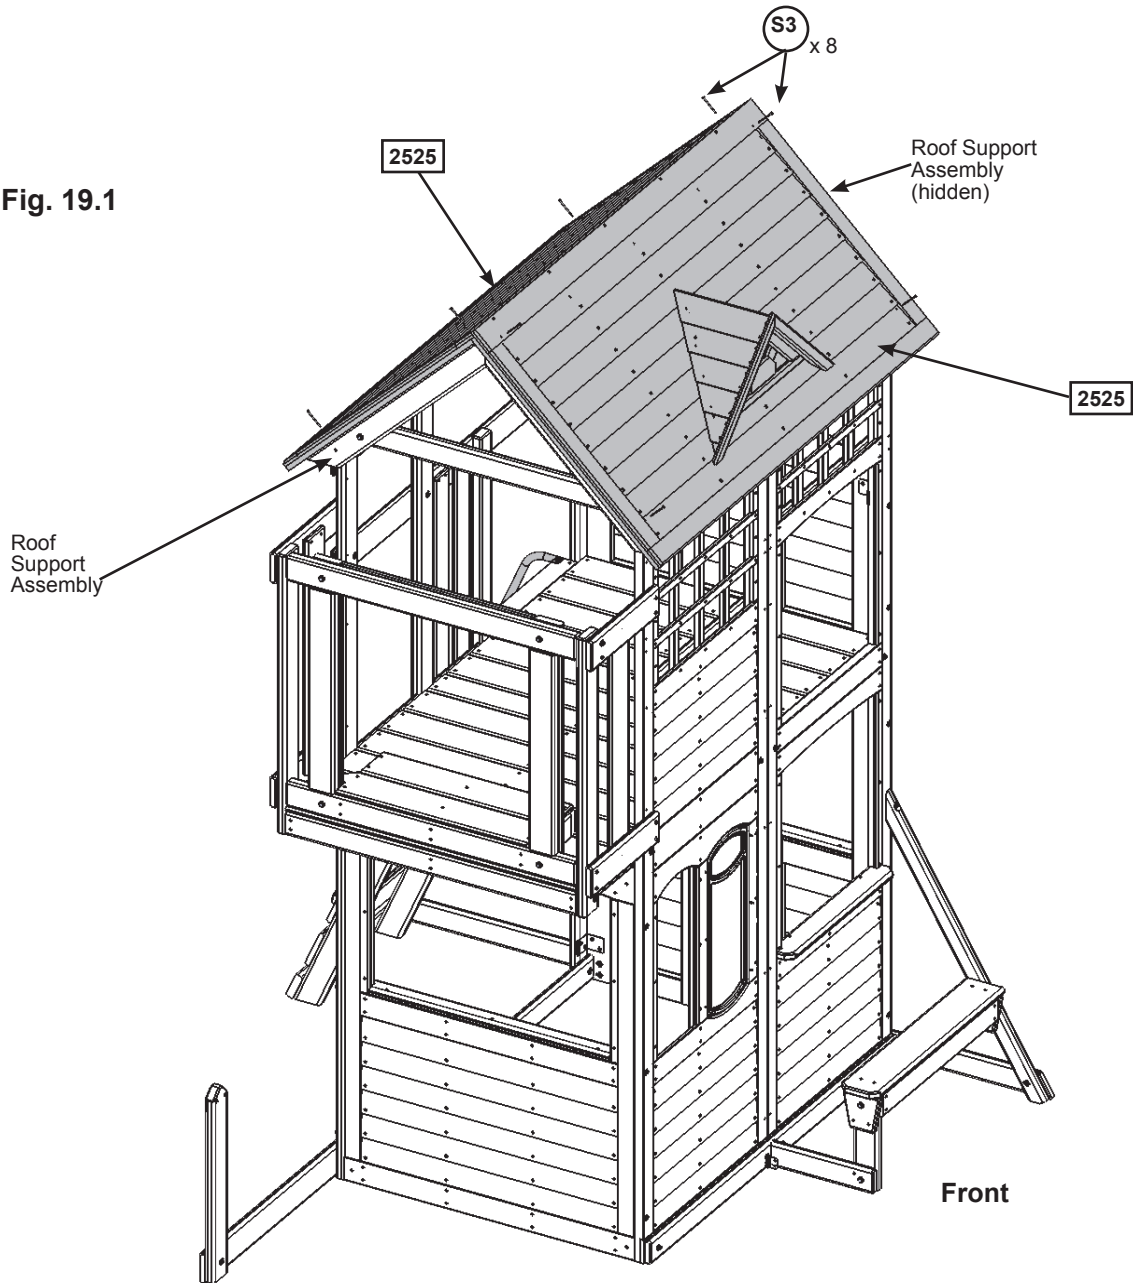 S3
x 8
2525
Roof Support
Assembly
(hidden)
Fig. 19.1
2525
Roof
Support
Assembly
Front